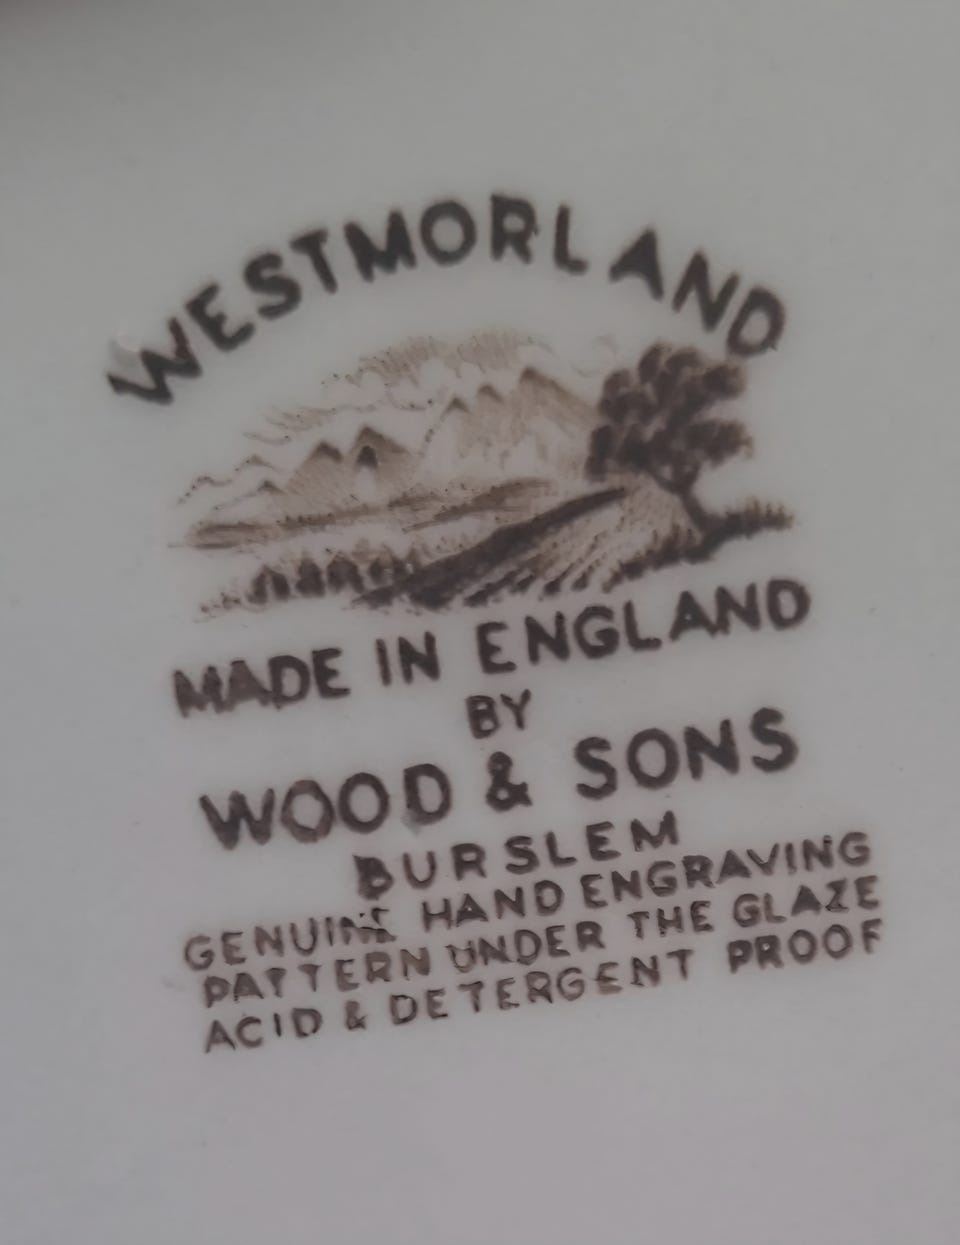 WESTMORLAND
MADE IN ENGLAND
BY
WOOD & SONS
BURSLEM
GENUINE HAND ENGRAVING
PATTERN UNDER THE GLAZE
ACID & DETERGENT PROOF